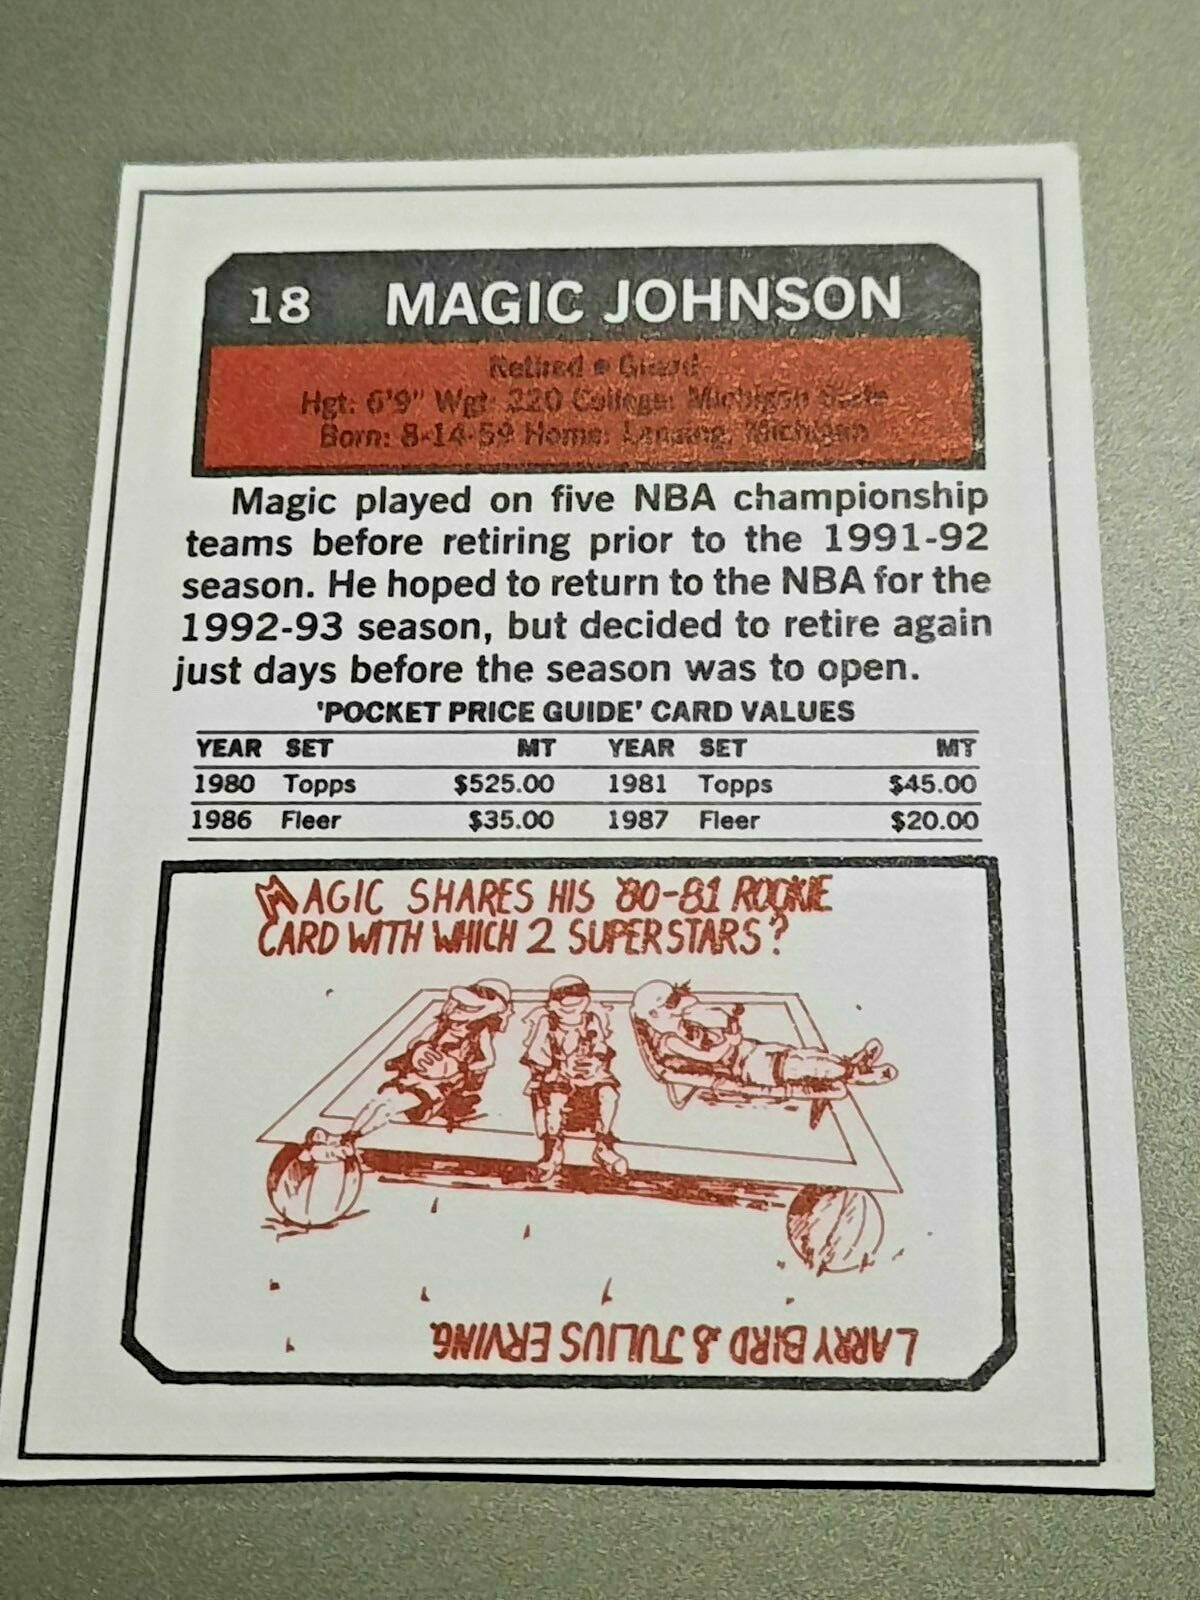 18 MAGIC JOHNSON
Retired • Guard
Hgt: 6'9" Wgt: 220 College: Michigan State
Born: 8-14-59 Home: Lansing, Michigan
Magic played on five NBA championship
teams before retiring prior to the 1991-92
season. He hoped to return to the NBA for the
1992-93 season, but decided to retire again
just days before the season was to open.
'POCKET PRICE GUIDE' CARD VALUES
YEAR SET MT YEAR SET MT
1980 Topps $525.00 1981 Topps $45.00
1986 Fleer $35.00 1987 Fleer $20.00
MAGIC SHARES HIS '80-81 ROOKIE
CARD WITH WHICH 2 SUPERSTARS?
LARRY BIRD & JULIUS ERVING